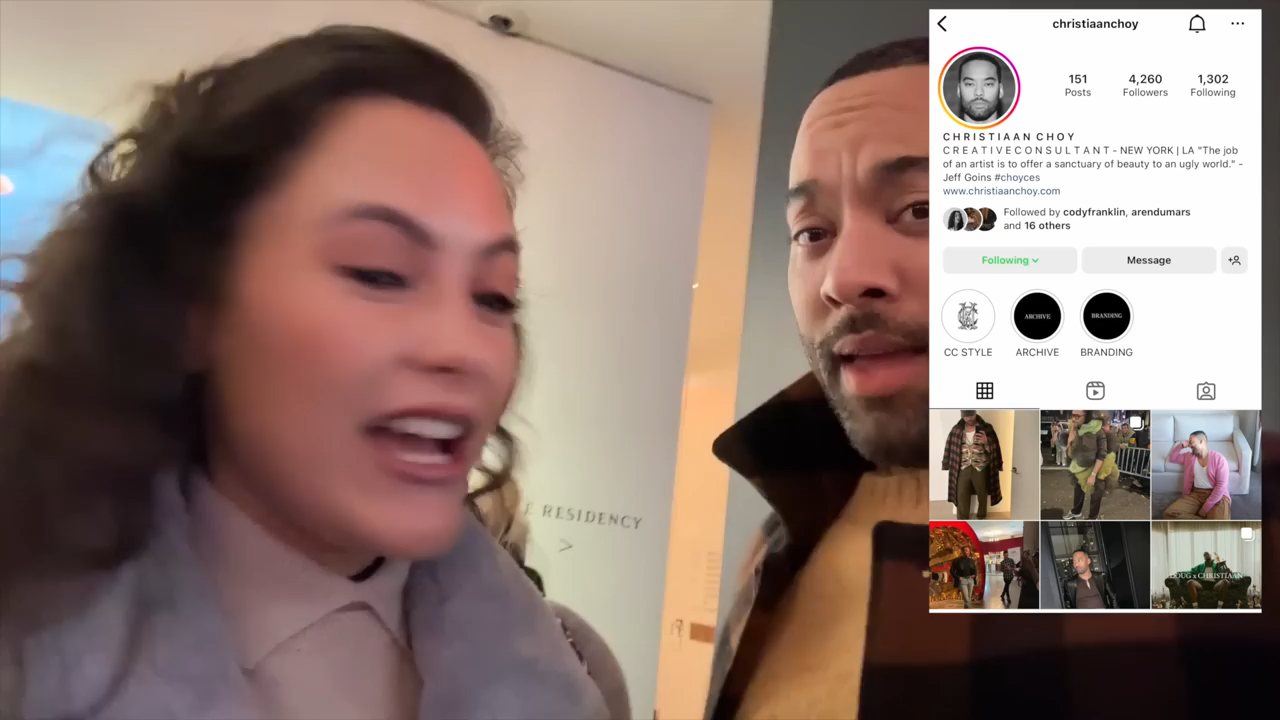 christiaanchoy
151
4,260
1,302
Posts
Followers
Following
CHRISTIAAN CHOY
CREATIVECONSULTANT - NEW YORK | LA "The job
of an artist is to offer a sanctuary of beauty to an ugly world." -
Jeff Goins #choyces
www.christiaanchoy.com
Followed by codyfranklin, arendumars
and 16 others
Following
Message
ARCHIVE
BRANDING
CC STYLE
ARCHIVE
BRANDING
E RESIDENCY
>
DOUG x CHRISTIAAN